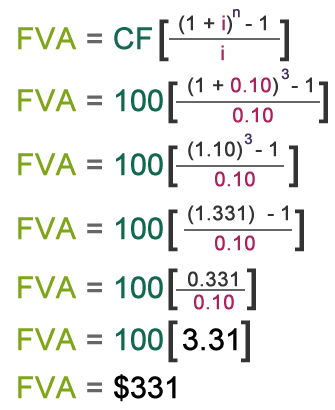 FVA = CF[((1 + i)^n - 1) / i]
FVA = 100[((1 + 0.10)^3 - 1) / 0.10]
FVA = 100[((1.10)^3 - 1) / 0.10]
FVA = 100[((1.331) - 1) / 0.10]
FVA = 100[0.331 / 0.10]
FVA = 100[3.31]
FVA = $331